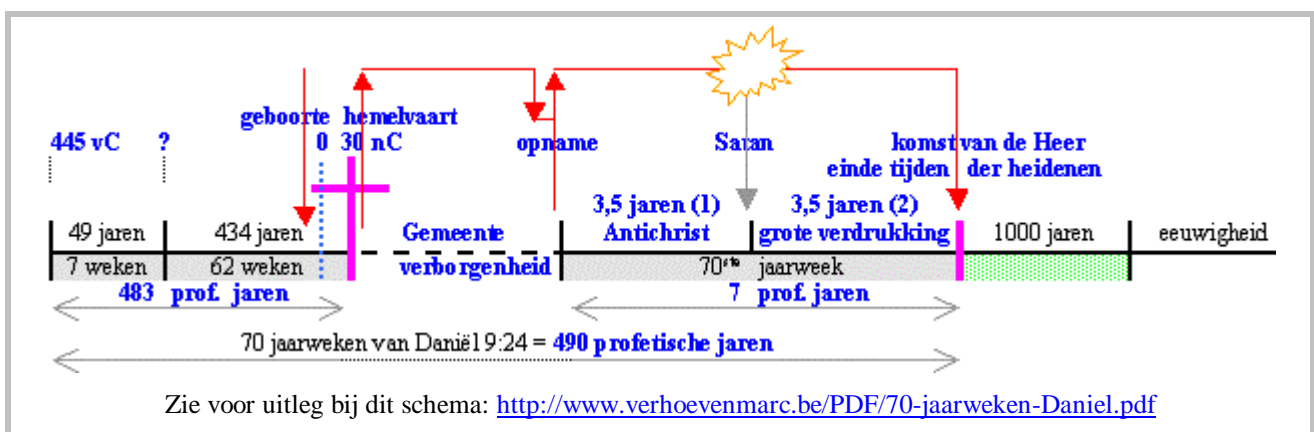 geboorte hemelvaart
445 vC ? 0 30 nC opname Satan komst van de Heer
einde tijden der heidenen
3,5 jaren (1) 3,5 jaren (2)
49 jaren 434 jaren Gemeente Antichrist grote verdrukking 1000 jaren eeuwigheid
7 weken 62 weken verborgenheid 70ste jaarweek
483 prof. jaren 7 prof. jaren
70 jaarweken van Daniël 9:24 = 490 profetische jaren
Zie voor uitleg bij dit schema: http://www.verhoevenmarc.be/PDF/70-jaarweken-Daniel.pdf